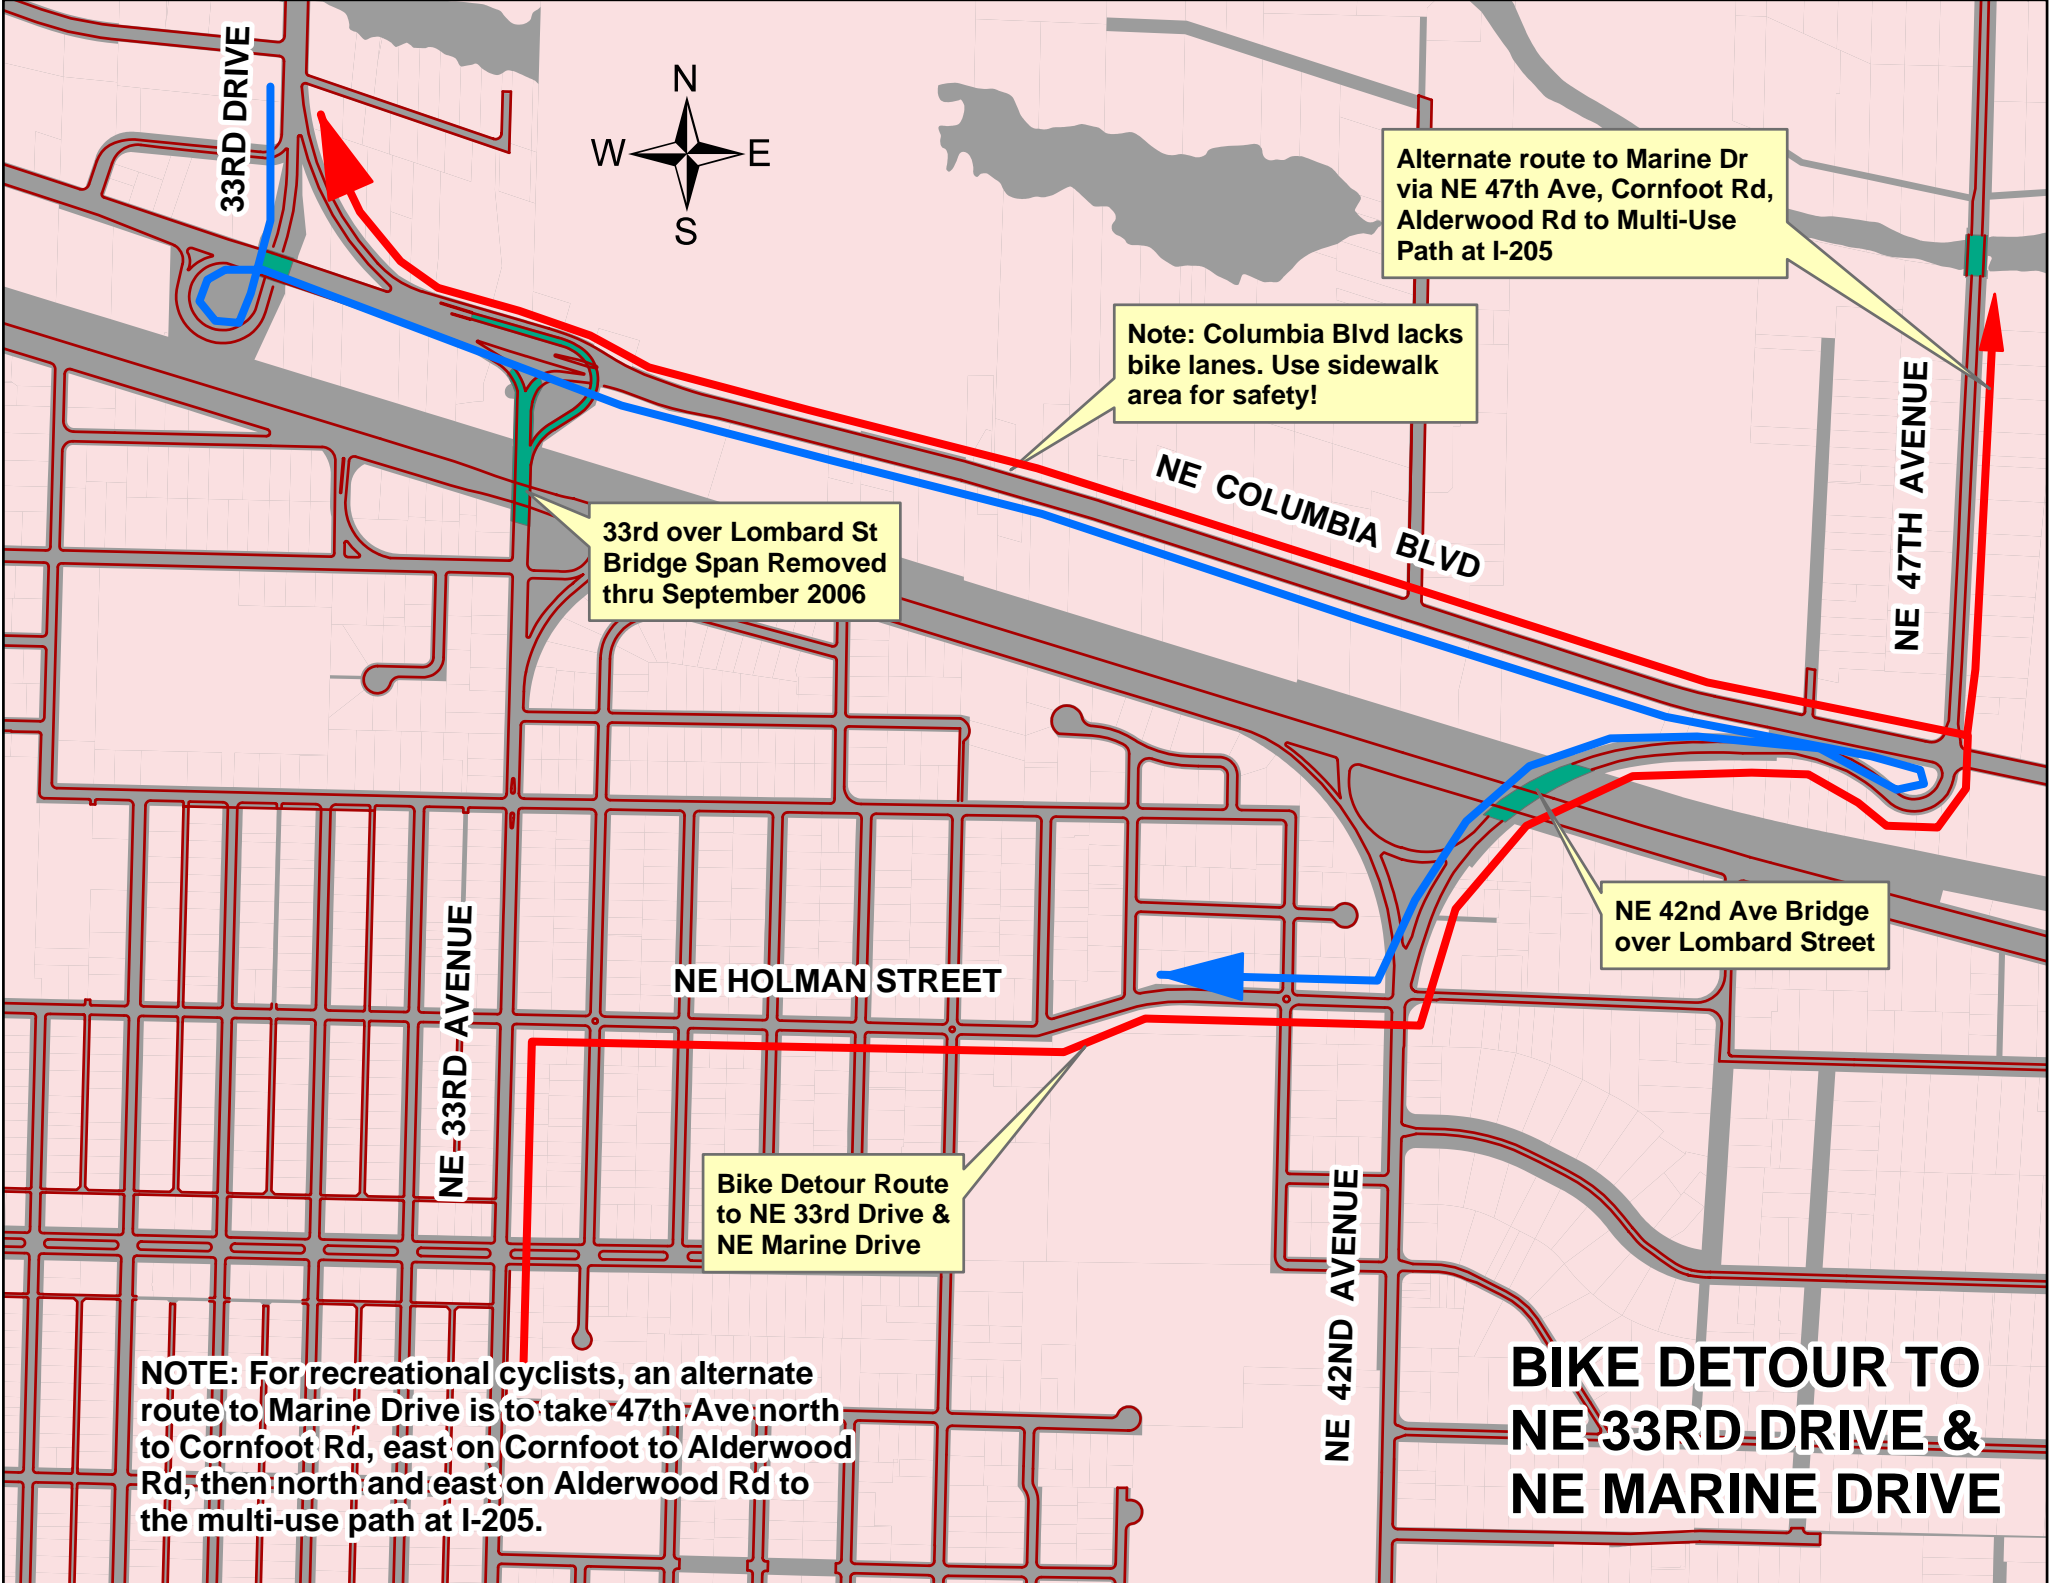 33RD DRIVE
N
W E
S
Alternate route to Marine Dr
via NE 47th Ave, Cornfoot Rd,
Alderwood Rd to Multi-Use
Path at I-205
Note: Columbia Blvd lacks
bike lanes. Use sidewalk
area for safety!
NE COLUMBIA BLVD
NE 47TH AVENUE
33rd over Lombard St
Bridge Span Removed
thru September 2006
NE 42nd Ave Bridge
over Lombard Street
NE HOLMAN STREET
NE 33RD AVENUE
Bike Detour Route
to NE 33rd Drive &
NE Marine Drive
NE 42ND AVENUE
NOTE: For recreational cyclists, an alternate
route to Marine Drive is to take 47th Ave north
to Cornfoot Rd, east on Cornfoot to Alderwood
Rd, then north and east on Alderwood Rd to
the multi-use path at I-205.
BIKE DETOUR TO
NE 33RD DRIVE &
NE MARINE DRIVE